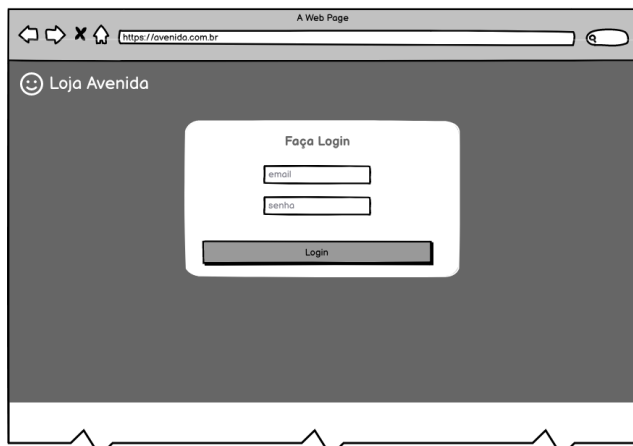 A Web Page
https://avenida.com.br
Loja Avenida
Faça Login
email
senha
Login